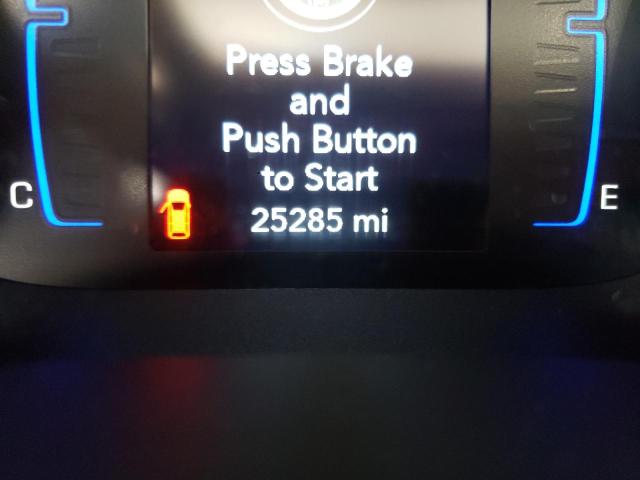 Press Brake
and
Push Button
to Start
C
E
25285 mi